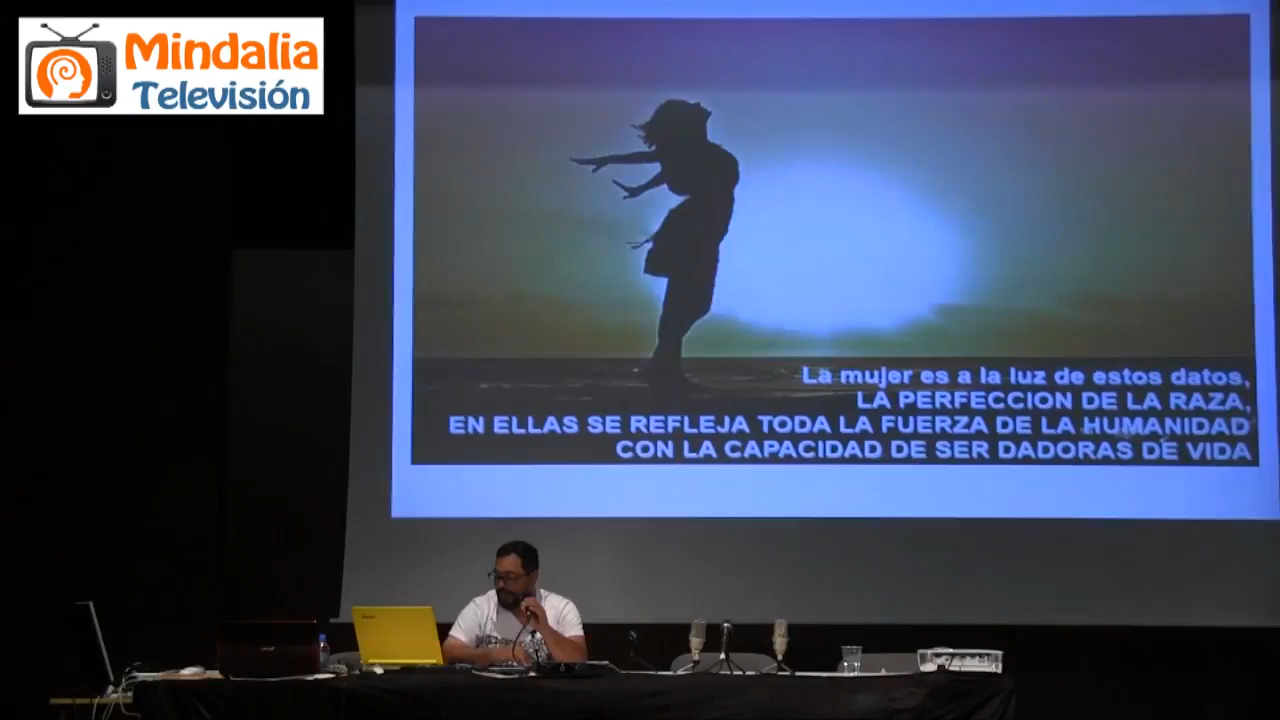 Mindalia
Televisión
La mujer es a la luz de estos datos,
LA PERFECCION DE LA RAZA,
EN ELLAS SE REFLEJA TODA LA FUERZA DE LA HUMANIDAD
CON LA CAPACIDAD DE SER DADORAS DE VIDA